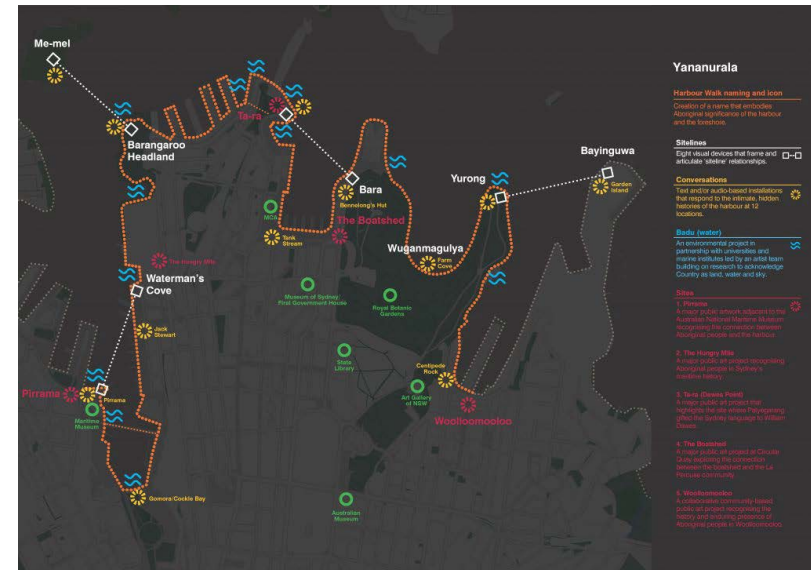 Me-mel
Barangaroo
Headland
Ta-ra
Bara
Bennelong's Hut
MCA
Tank
Stream
The Boatshed
Yurong
Bayinguwa
Garden
Island
Wuganmagulya
Farm
Cove
The Hungry Mile
Waterman's
Cove
Museum of Sydney/
First Government House
Royal Botanic
Gardens
Jack
Stewart
State
Library
Centipede
Rock
Art Gallery
of NSW
Woolloomooloo
Pirrama
Pirrama
Maritime
Museum
Gomora/Cockle Bay
Australian
Museum
Yananurala
Harbour Walk naming and icon
Creation of a name that embodies
Aboriginal significance of the harbour
and the foreshore.
Sitelines
Eight visual devices that frame and
articulate 'siteline' relationships.
Conversations
Text and/or audio-based installations
that respond to the intimate, hidden
histories of the harbour at 12
locations.
Badu (water)
An environmental project in
partnership with universities and
marine institutes led by an artist team
building on research to acknowledge
Country as land, water and sky.
Sites
1. Pirrama
A major public artwork adjacent to the
Australian National Maritime Museum
recognising the connection between
Aboriginal people and the harbour.
2. The Hungry Mile
A major public art project recognising
Aboriginal people in Sydney's
maritime history.
3. Ta-ra (Dawes Point)
A major public art project that
highlights the site where Patyegarang
gifted the Sydney language to William
Dawes.
4. The Boatshed
A major public art project at Circular
Quay exploring the connection
between the boatshed and the La
Perouse community.
5. Woolloomooloo
A collaborative community-based
public art project recognising the
history and enduring presence of
Aboriginal people in Woolloomooloo.